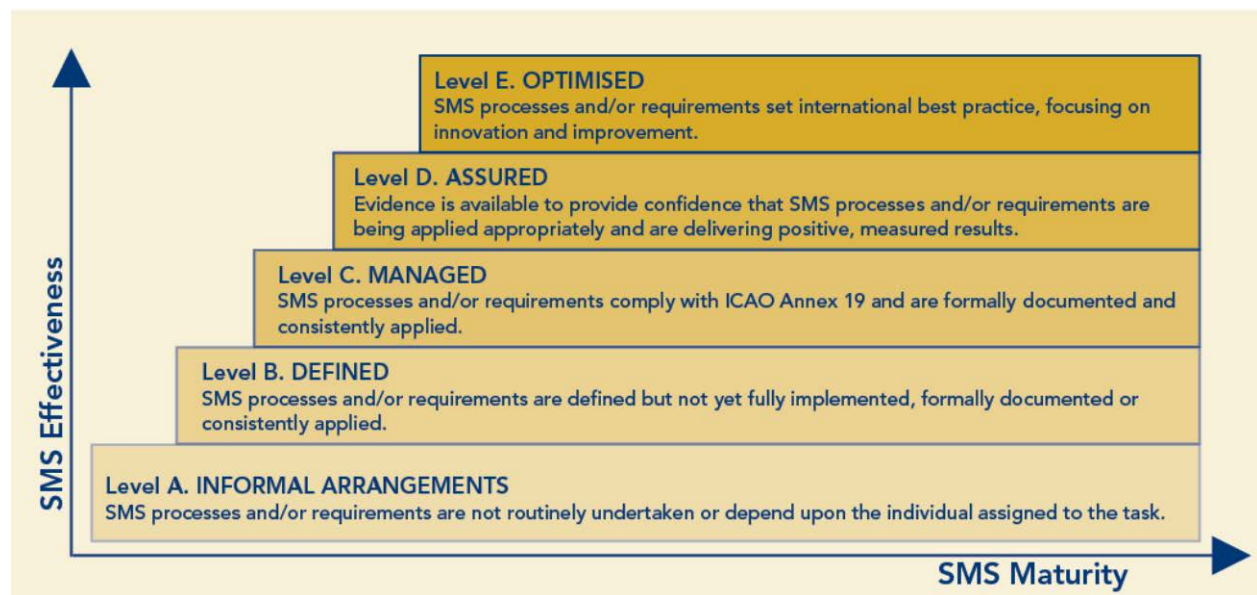 Level E. OPTIMISED
SMS processes and/or requirements set international best practice, focusing on
innovation and improvement.
Level D. ASSURED
Evidence is available to provide confidence that SMS processes and/or requirements are
being applied appropriately and are delivering positive, measured results.
Level C. MANAGED
SMS processes and/or requirements comply with ICAO Annex 19 and are formally documented and
consistently applied.
Level B. DEFINED
SMS processes and/or requirements are defined but not yet fully implemented, formally documented or
consistently applied.
Level A. INFORMAL ARRANGEMENTS
SMS processes and/or requirements are not routinely undertaken or depend upon the individual assigned to the task.
SMS Effectiveness
SMS Maturity